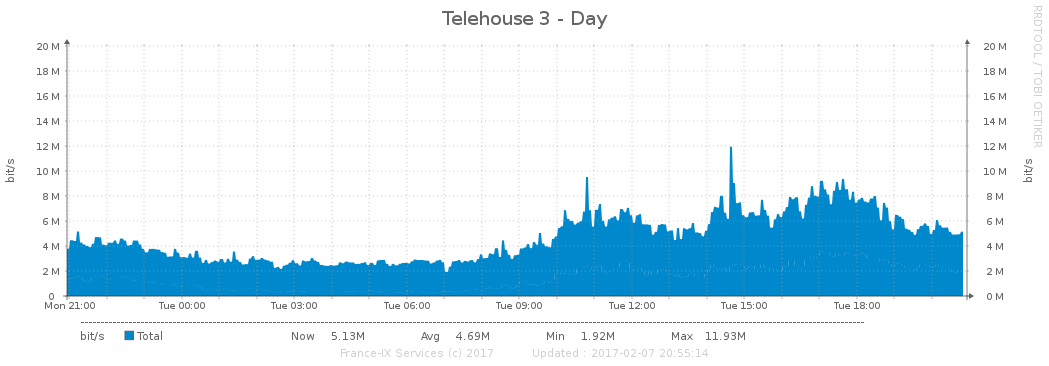 Telehouse 3 - Day
RRDTOOL / TOBI OETIKER
20 M 20 M
18 M 18 M
16 M 16 M
14 M 14 M
12 M 12 M
10 M 10 M
8 M 8 M
6 M 6 M
4 M 4 M
2 M 2 M
0 0 M
bit/s bit/s
Mon 21:00 Tue 00:00 Tue 03:00 Tue 06:00 Tue 09:00 Tue 12:00 Tue 15:00 Tue 18:00
bit/s Total Now 5.13M Avg 4.69M Min 1.92M Max 11.93M
France-IX Services (c) 2017 Updated : 2017-02-07 20:55:14